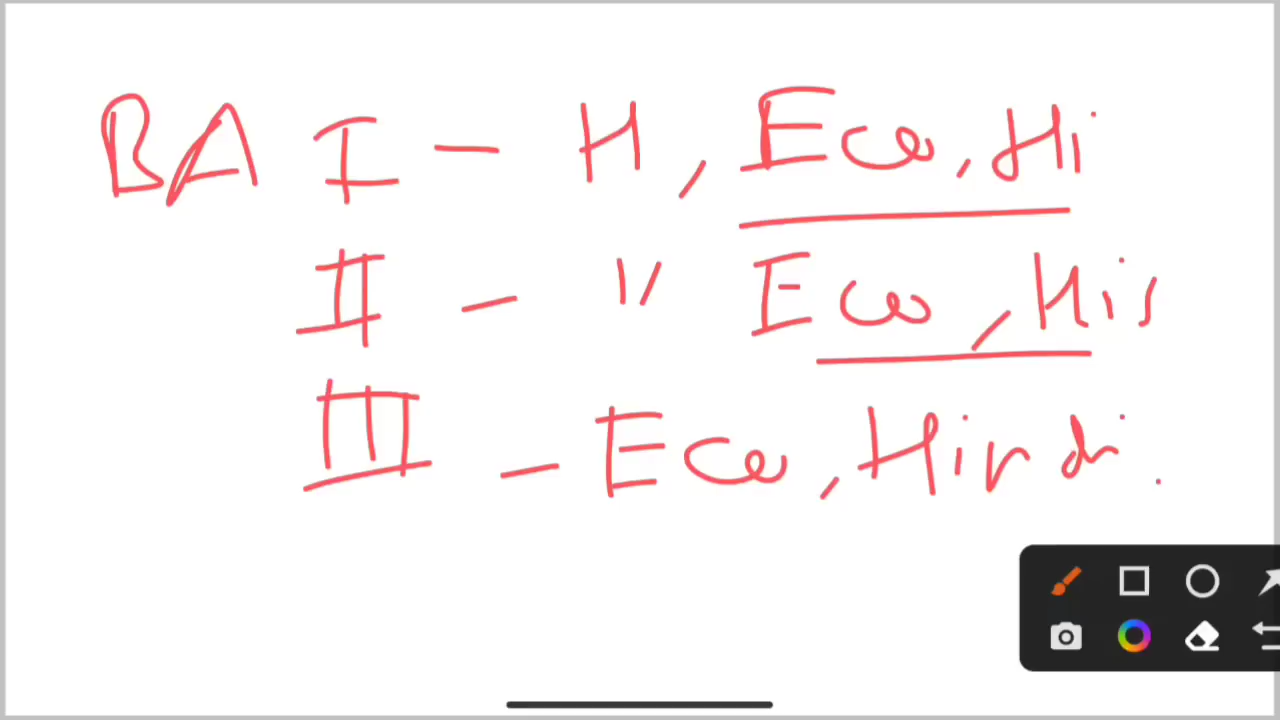 BA I - H, Eco, Hi
II - " Eco, His
III - Eco, Hindi.